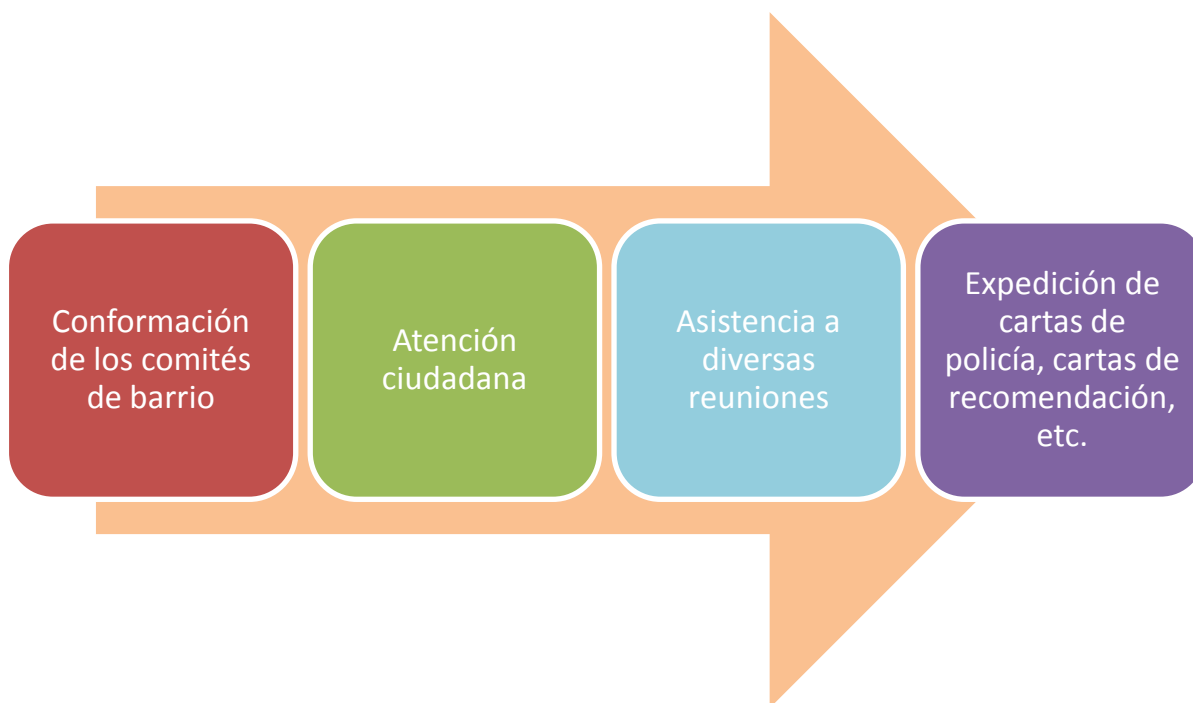 Conformación
de los comités
de barrio
Atención
ciudadana
Asistencia a
diversas
reuniones
Expedición de
cartas de
policía, cartas de
recomendación,
etc.